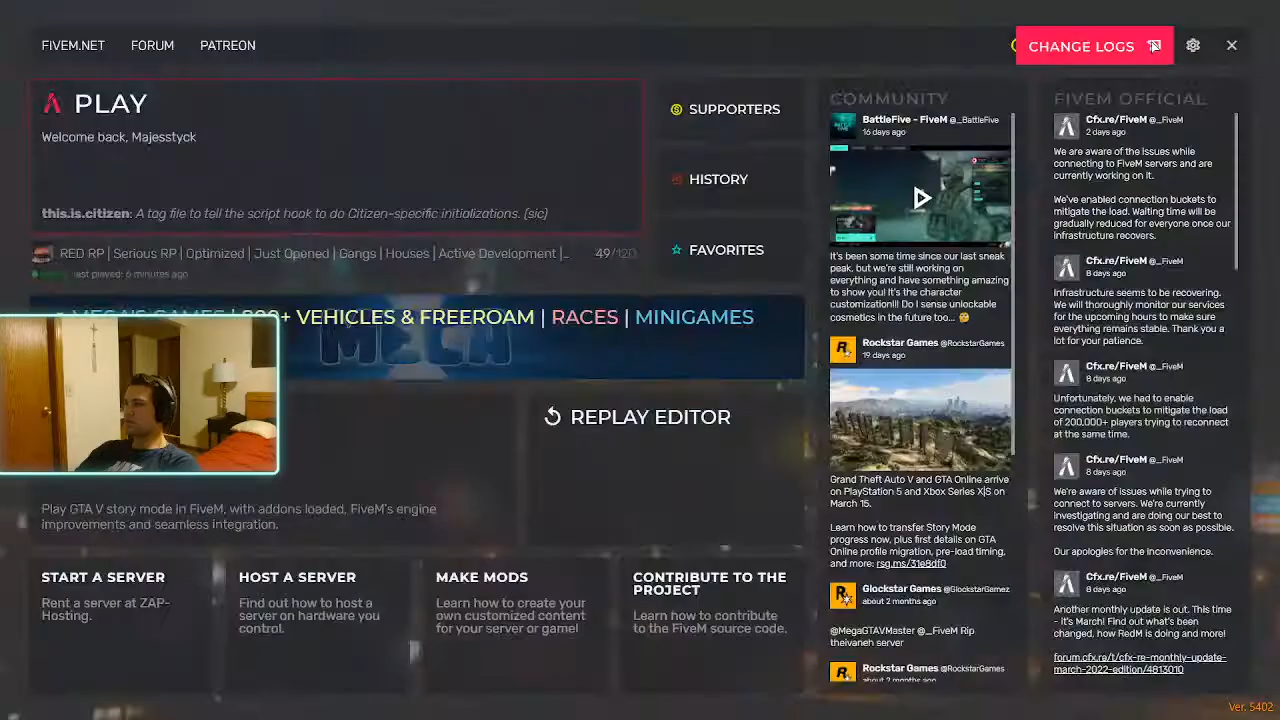 FIVEM.NET FORUM PATREON
CHANGE LOGS
PLAY
Welcome back, Majesstyck
this.is.citizen: A tag file to tell the script hook to do Citizen-specific initializations. (sic)
RED RP | Serious RP | Optimized | Just Opened | Gangs | Houses | Active Development |... 49/120
last played: 6 minutes ago
SUPPORTERS
HISTORY
FAVORITES
VEHICLES & FREEROAM | RACES | MINIGAMES
MEGA
REPLAY EDITOR
Play GTA V story mode in FiveM, with addons loaded, FiveM's engine
improvements and seamless integration.
START A SERVER
Rent a server at ZAP-
Hosting.
HOST A SERVER
Find out how to host a
server on hardware you
control.
MAKE MODS
Learn how to create your
own customized content
for your server or game!
CONTRIBUTE TO THE
PROJECT
Learn how to contribute
to the FiveM source code.
COMMUNITY
BattleFive - FiveM @_BattleFive
16 days ago
It's been some time since our last sneak
peak, but we're still working on
everything and have something amazing
to show you! It's the character
customization!! Do I sense unlockable
cosmetics in the future too...
Rockstar Games @RockstarGames
19 days ago
Grand Theft Auto V and GTA Online arrive
on PlayStation 5 and Xbox Series X|S on
March 15.
Learn how to transfer Story Mode
progress now, plus first details on GTA
Online profile migration, pre-load timing,
and more: rsg.ms/31e8df0
Glockstar Games @GlockstarGamez
about 2 months ago
@MegaGTAVMaster @_FiveM Rip
theivaneh server
Rockstar Games @RockstarGames
about 2 months ago
FIVEM OFFICIAL
Cfx.re/FiveM @_FiveM
2 days ago
We are aware of the issues while
connecting to FiveM servers and are
currently working on it.
We've enabled connection buckets to
mitigate the load. Waiting time will be
gradually reduced for everyone once our
infrastructure recovers.
Cfx.re/FiveM @_FiveM
8 days ago
Infrastructure seems to be recovering.
We will thoroughly monitor our services
for the upcoming hours to make sure
everything remains stable. Thank you a
lot for your patience.
Cfx.re/FiveM @_FiveM
8 days ago
Unfortunately, we had to enable
connection buckets to mitigate the load
of 200.000+ players trying to reconnect
at the same time.
Cfx.re/FiveM @_FiveM
8 days ago
We're aware of issues while trying to
connect to servers. We're currently
investigating and are doing our best to
resolve this situation as soon as possible.
Our apologies for the inconvenience.
Cfx.re/FiveM @_FiveM
8 days ago
Another monthly update is out. This time
- it's March! Find out what's been
changed, how RedM is doing and more!
forum.cfx.re/t/cfx-re-monthly-update-
march-2022-edition/4813010
Ver. 5402